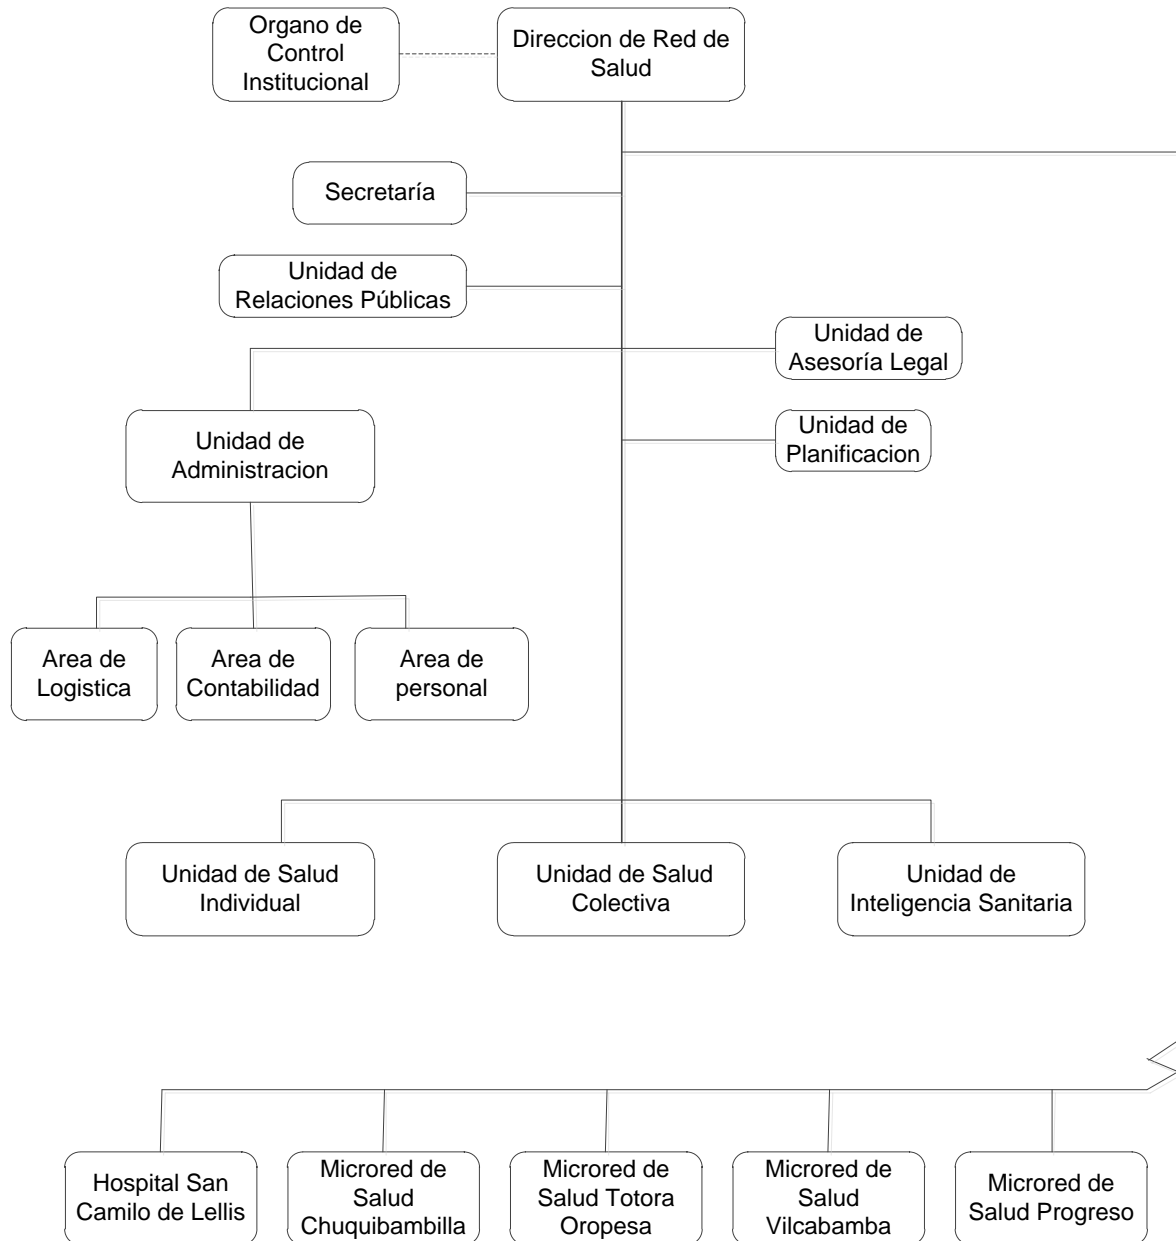 Organo de
Control
Institucional
Direccion de Red de
Salud
Secretaría
Unidad de
Relaciones Públicas
Unidad de
Asesoría Legal
Unidad de
Administracion
Unidad de
Planificacion
Area de
Logistica
Area de
Contabilidad
Area de
personal
Unidad de Salud
Individual
Unidad de Salud
Colectiva
Unidad de
Inteligencia Sanitaria
Hospital San
Camilo de Lellis
Microred de
Salud
Chuquibambilla
Microred de
Salud Totora
Oropesa
Microred de
Salud
Vilcabamba
Microred de
Salud Progreso